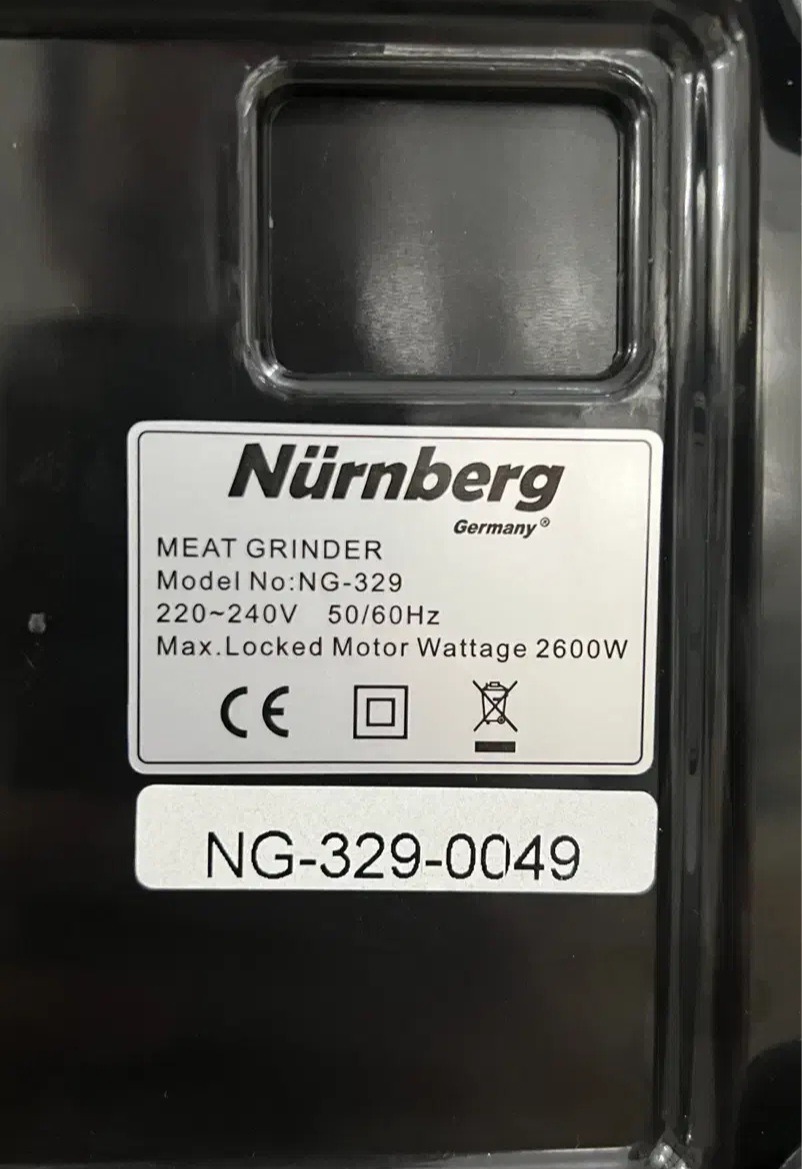 Nürnberg
Germany®
MEAT GRINDER
Model No:NG-329
220~240V 50/60Hz
Max.Locked Motor Wattage 2600W
CE
NG-329-0049